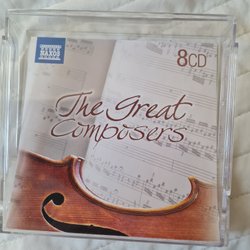 8CD
The Great
Composers